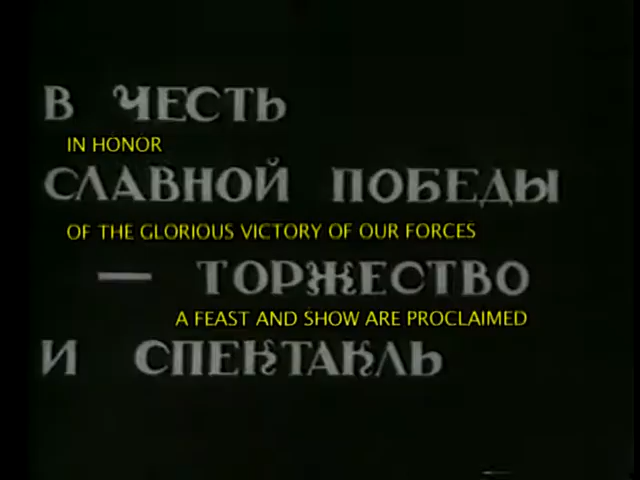 В ЧЕСТЬ
IN HONOR
СЛАВНОЙ ПОБЕДЫ
OF THE GLORIOUS VICTORY OF OUR FORCES
— ТОРЖЕСТВО
A FEAST AND SHOW ARE PROCLAIMED
И СПЕКТАКЛЬ